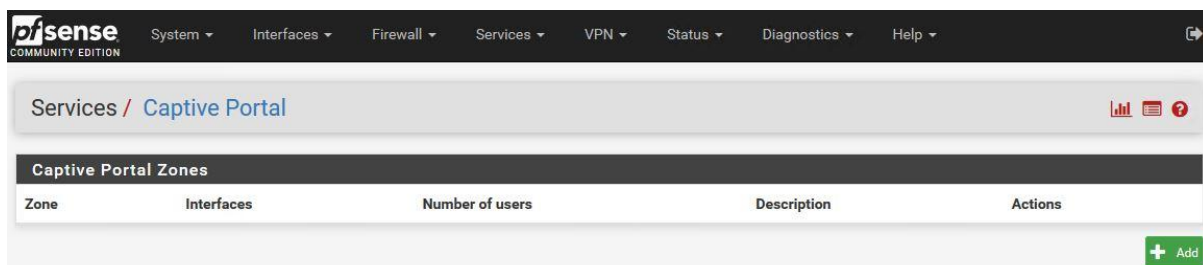 pfsense
COMMUNITY EDITION
System Interfaces Firewall Services VPN Status Diagnostics Help
Services / Captive Portal
Captive Portal Zones
Zone Interfaces Number of users Description Actions
+ Add